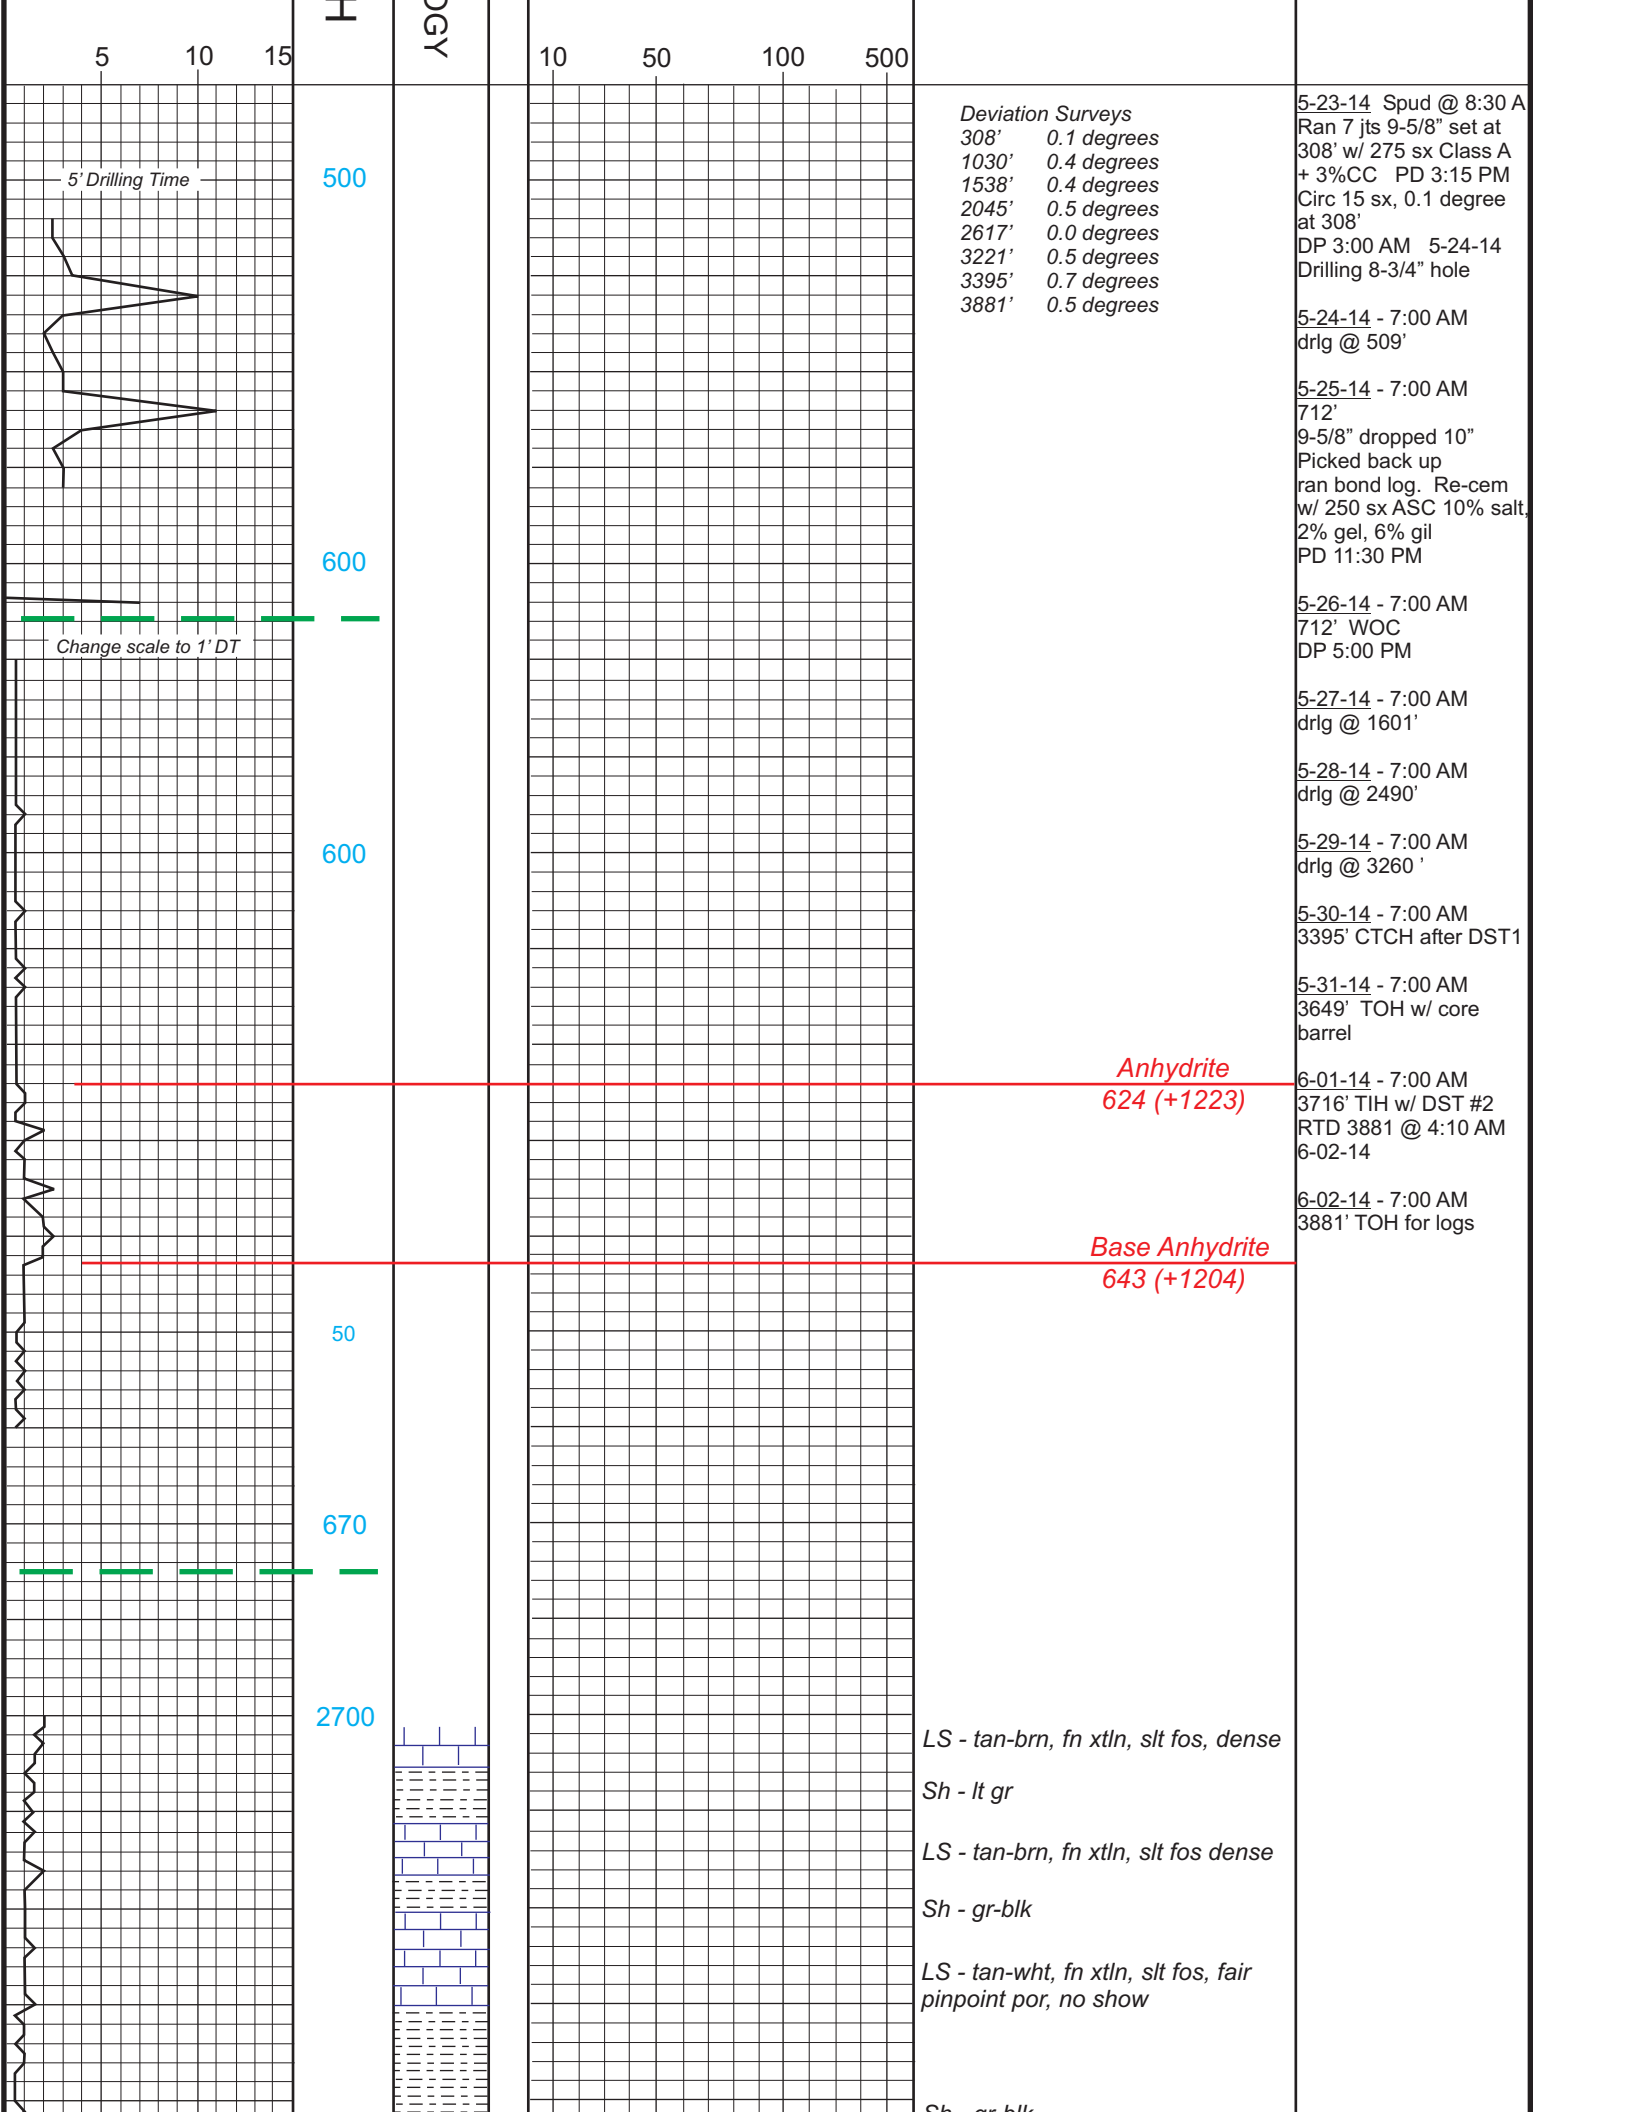 H
OGY
5 10 15
10 50 100 500
5' Drilling Time
500
600
Change scale to 1' DT
600
50
670
2700
Deviation Surveys
308' 0.1 degrees
1030' 0.4 degrees
1538' 0.4 degrees
2045' 0.5 degrees
2617' 0.0 degrees
3221' 0.5 degrees
3395' 0.7 degrees
3881' 0.5 degrees
Anhydrite
624 (+1223)
Base Anhydrite
643 (+1204)
LS - tan-brn, fn xtln, slt fos, dense
Sh - lt gr
LS - tan-brn, fn xtln, slt fos dense
Sh - gr-blk
LS - tan-wht, fn xtln, slt fos, fair
pinpoint por, no show
Sh - gr-blk
5-23-14 Spud @ 8:30 A
Ran 7 jts 9-5/8” set at
308’ w/ 275 sx Class A
+ 3%CC PD 3:15 PM
Circ 15 sx, 0.1 degree
at 308’
DP 3:00 AM 5-24-14
Drilling 8-3/4” hole
5-24-14 - 7:00 AM
drlg @ 509’
5-25-14 - 7:00 AM
712’
9-5/8” dropped 10”
Picked back up
ran bond log. Re-cem
w/ 250 sx ASC 10% salt,
2% gel, 6% gil
PD 11:30 PM
5-26-14 - 7:00 AM
712’ WOC
DP 5:00 PM
5-27-14 - 7:00 AM
drlg @ 1601’
5-28-14 - 7:00 AM
drlg @ 2490’
5-29-14 - 7:00 AM
drlg @ 3260 ’
5-30-14 - 7:00 AM
3395’ CTCH after DST1
5-31-14 - 7:00 AM
3649’ TOH w/ core
barrel
6-01-14 - 7:00 AM
3716’ TIH w/ DST #2
RTD 3881 @ 4:10 AM
6-02-14
6-02-14 - 7:00 AM
3881’ TOH for logs